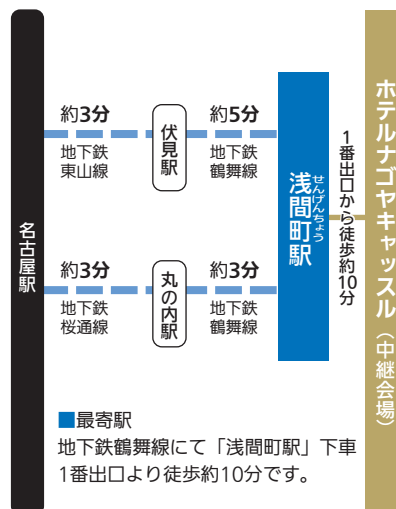 名古屋駅
約3分
地下鉄
東山線
伏見駅
約5分
地下鉄
鶴舞線
約3分
地下鉄
桜通線
丸の内駅
約3分
地下鉄
鶴舞線
せんげんちょう
浅間町駅
1番出口から徒歩約10分
ホテルナゴヤキャッスル(中継会場)
■最寄駅
地下鉄鶴舞線にて「浅間町駅」下車
1番出口より徒歩約10分です。